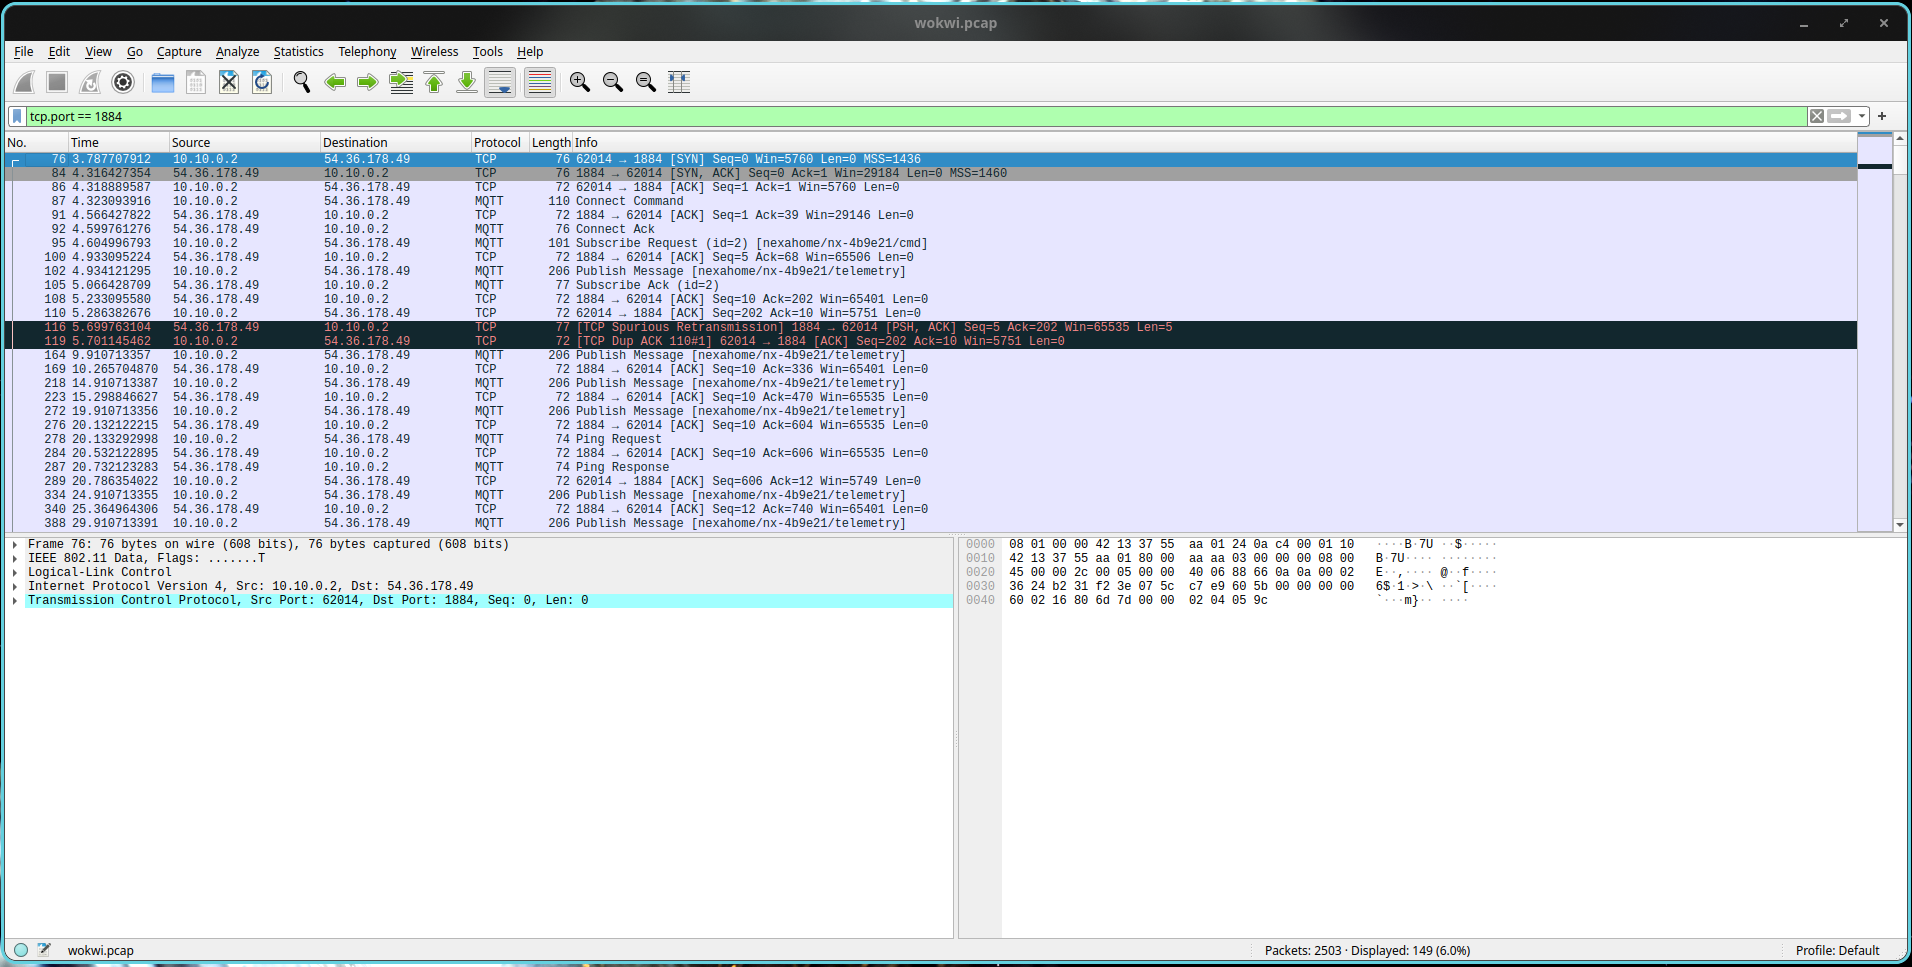 wokwi.pcap
File Edit View Go Capture Analyze Statistics Telephony Wireless Tools Help
tcp.port == 1884
No. Time Source Destination Protocol Length Info
76 3.787707912 10.10.0.2 54.36.178.49 TCP 76 62014 → 1884 [SYN] Seq=0 Win=5760 Len=0 MSS=1436
84 4.316427354 54.36.178.49 10.10.0.2 TCP 76 1884 → 62014 [SYN, ACK] Seq=0 Ack=1 Win=29184 Len=0 MSS=1460
86 4.318889587 10.10.0.2 54.36.178.49 TCP 72 62014 → 1884 [ACK] Seq=1 Ack=1 Win=5760 Len=0
87 4.323093916 10.10.0.2 54.36.178.49 MQTT 110 Connect Command
91 4.566427822 54.36.178.49 10.10.0.2 TCP 72 1884 → 62014 [ACK] Seq=1 Ack=39 Win=29146 Len=0
92 4.599761276 54.36.178.49 10.10.0.2 MQTT 76 Connect Ack
95 4.604996793 10.10.0.2 54.36.178.49 MQTT 101 Subscribe Request (id=2) [nexahome/nx-4b9e21/cmd]
100 4.933095224 54.36.178.49 10.10.0.2 TCP 72 1884 → 62014 [ACK] Seq=5 Ack=68 Win=65506 Len=0
102 4.934121295 10.10.0.2 54.36.178.49 MQTT 206 Publish Message [nexahome/nx-4b9e21/telemetry]
105 5.066428709 54.36.178.49 10.10.0.2 MQTT 77 Subscribe Ack (id=2)
108 5.233095580 54.36.178.49 10.10.0.2 TCP 72 1884 → 62014 [ACK] Seq=10 Ack=202 Win=65401 Len=0
110 5.286382676 10.10.0.2 54.36.178.49 TCP 72 62014 → 1884 [ACK] Seq=202 Ack=10 Win=5751 Len=0
116 5.699763104 54.36.178.49 10.10.0.2 TCP 77 [TCP Spurious Retransmission] 1884 → 62014 [PSH, ACK] Seq=5 Ack=202 Win=65535 Len=5
119 5.701145462 10.10.0.2 54.36.178.49 TCP 72 [TCP Dup ACK 110#1] 62014 → 1884 [ACK] Seq=202 Ack=10 Win=5751 Len=0
164 9.910713357 10.10.0.2 54.36.178.49 MQTT 206 Publish Message [nexahome/nx-4b9e21/telemetry]
169 10.265704870 54.36.178.49 10.10.0.2 TCP 72 1884 → 62014 [ACK] Seq=10 Ack=336 Win=65401 Len=0
218 14.910713387 10.10.0.2 54.36.178.49 MQTT 206 Publish Message [nexahome/nx-4b9e21/telemetry]
223 15.298846627 54.36.178.49 10.10.0.2 TCP 72 1884 → 62014 [ACK] Seq=10 Ack=470 Win=65535 Len=0
272 19.910713356 10.10.0.2 54.36.178.49 MQTT 206 Publish Message [nexahome/nx-4b9e21/telemetry]
276 20.132122215 54.36.178.49 10.10.0.2 TCP 72 1884 → 62014 [ACK] Seq=10 Ack=604 Win=65535 Len=0
278 20.133292998 10.10.0.2 54.36.178.49 MQTT 74 Ping Request
284 20.532122895 54.36.178.49 10.10.0.2 TCP 72 1884 → 62014 [ACK] Seq=10 Ack=606 Win=65535 Len=0
287 20.732123283 54.36.178.49 10.10.0.2 MQTT 74 Ping Response
289 20.786354022 10.10.0.2 54.36.178.49 TCP 72 62014 → 1884 [ACK] Seq=606 Ack=12 Win=5749 Len=0
334 24.910713355 10.10.0.2 54.36.178.49 MQTT 206 Publish Message [nexahome/nx-4b9e21/telemetry]
340 25.364964306 54.36.178.49 10.10.0.2 TCP 72 1884 → 62014 [ACK] Seq=12 Ack=740 Win=65401 Len=0
388 29.910713391 10.10.0.2 54.36.178.49 MQTT 206 Publish Message [nexahome/nx-4b9e21/telemetry]
Frame 76: 76 bytes on wire (608 bits), 76 bytes captured (608 bits)
IEEE 802.11 Data, Flags: .......T
Logical-Link Control
Internet Protocol Version 4, Src: 10.10.0.2, Dst: 54.36.178.49
Transmission Control Protocol, Src Port: 62014, Dst Port: 1884, Seq: 0, Len: 0
0000 08 01 00 00 42 13 37 55 aa 01 24 0a c4 00 01 10 ····B·7U ··$·····
0010 42 13 37 55 aa 01 80 00 aa aa 03 00 00 00 08 00 B·7U···· ········
0020 45 00 00 2c 00 05 00 00 40 06 88 66 0a 0a 00 02 E··,···· @··f····
0030 36 24 b2 31 f2 3e 07 5c c7 e9 60 5b 00 00 00 00 6$·1·>·\ ··`[····
0040 60 02 16 80 6d 7d 00 00 02 04 05 9c `···m}·· ····
wokwi.pcap Packets: 2503 · Displayed: 149 (6.0%) Profile: Default